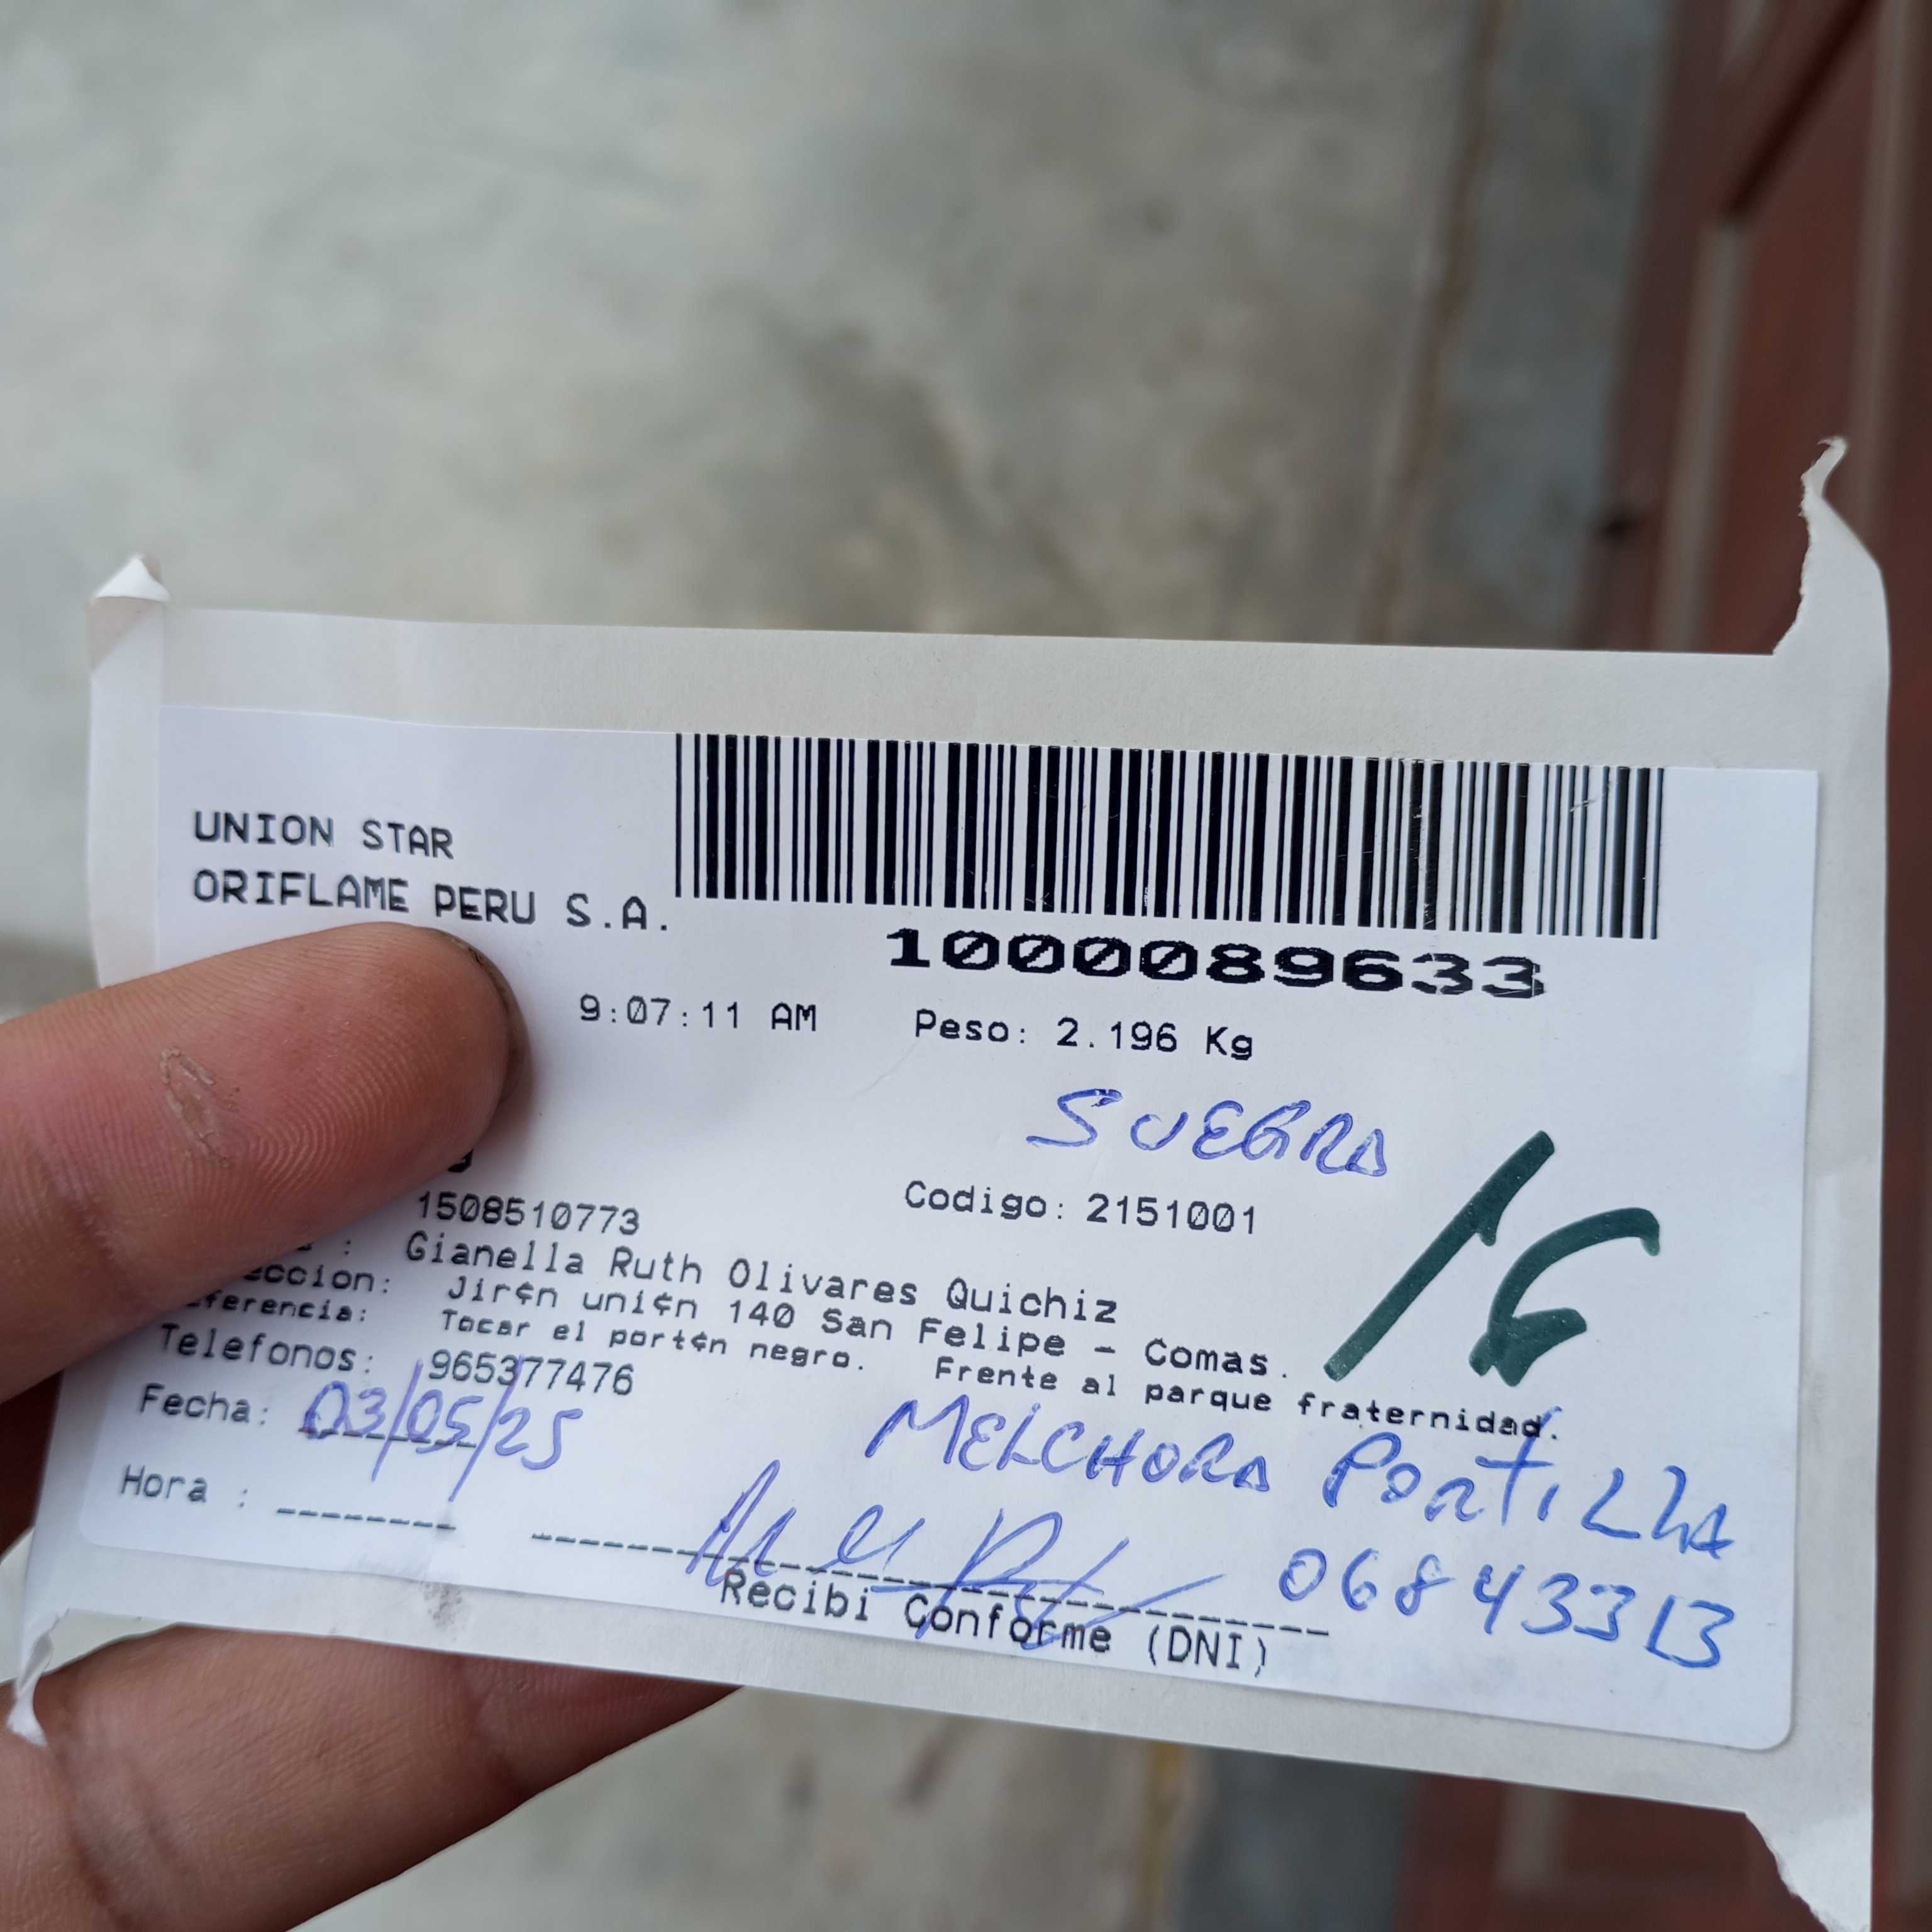 UNION STAR
ORIFLAME PERU S.A.
1000089633
9:07:11 AM Peso: 2.196 Kg
SUEGRA
1508510773 Codigo: 2151001
Gianella Ruth Olivares Quichiz
eccion: Jir¢n uni¢n 140 San Felipe - Comas.
ferencia: Tocar el port¢n negro. Frente al parque fraternidad.
Telefonos: 965377476
Fecha: 03/05/25
MELCHORA PORTILLA
Hora :
06843313
Recibi Conforme (DNI)